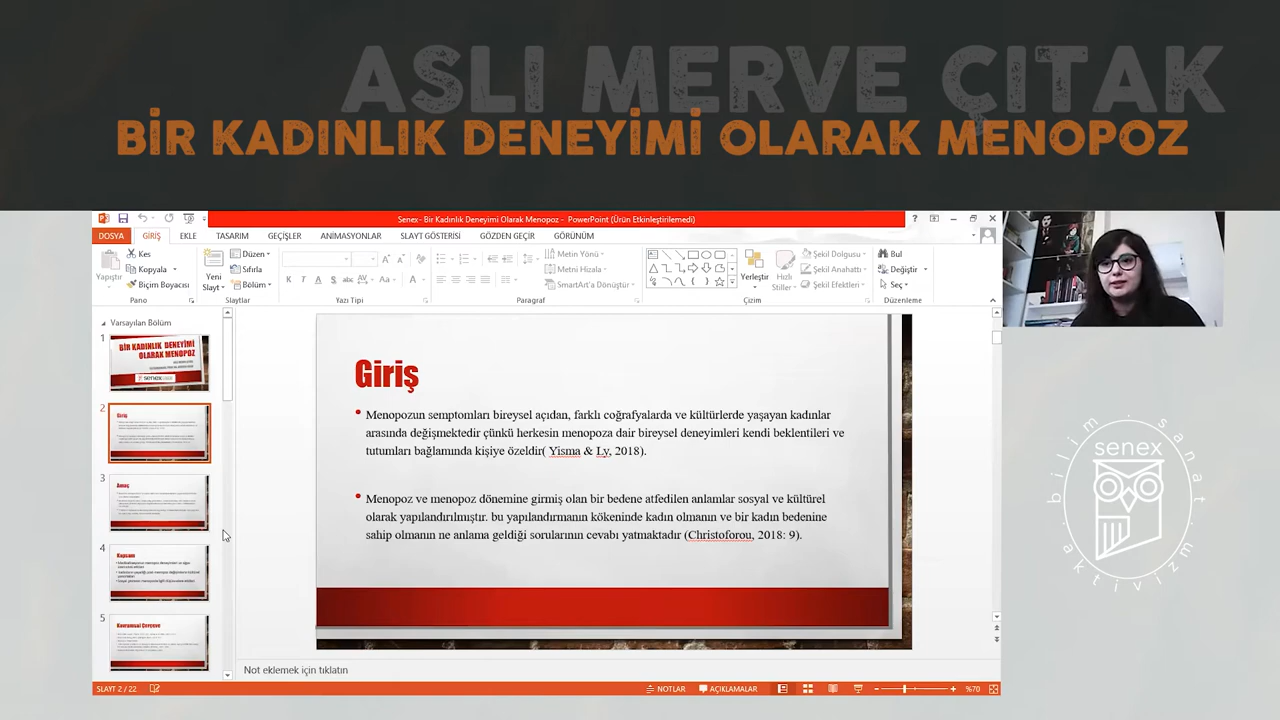 ASLI MERVE ÇITAK
BİR KADINLIK DENEYİMİ OLARAK MENOPOZ
Senex- Bir Kadınlık Deneyimi Olarak Menopoz - PowerPoint (Ürün Etkinleştirilemedi)
DOSYA GİRİŞ EKLE TASARIM GEÇİŞLER ANİMASYONLAR SLAYT GÖSTERİSİ GÖZDEN GEÇİR GÖRÜNÜM
Yapıştır
Kes
Kopyala
Biçim Boyacısı
Yeni
Slayt
Düzen
Sıfırla
Bölüm
Metin Yönü
Metni Hizala
SmartArt'a Dönüştür
Yerleştir
Hızlı
Stiller
Şekil Dolgusu
Şekil Anahattı
Şekil Efektleri
Bul
Değiştir
Seç
Pano Slaytlar Yazı Tipi Paragraf Çizim Düzenleme
Varsayılan Bölüm
1
BİR KADINLIK DENEYİMİ
OLARAK MENOPOZ
senex
2
Giriş
3
Amaç
4
Kapsam
5
Kavramsal Çerçeve
Giriş
• Menopozun semptomları bireysel açıdan, farklı coğrafyalarda ve kültürlerde yaşayan kadınlar
arasında değişmektedir çünkü herkesin menopoza dair bireysel deneyimleri kendi beklenti ve
tutumları bağlamında kişiye özeldir( Yisma & Ly, 2018).
• Menopoz ve menopoz dönemine girmiş olan bir bedene atfedilen anlamlar sosyal ve kültürel
olarak yapılandırılmıştır. bu yapılandırmanın kökeninde kadın olmanın ve bir kadın bedenine
sahip olmanın ne anlama geldiği sorularının cevabı yatmaktadır (Christoforou, 2018: 9).
Not eklemek için tıklatın
SLAYT 2 / 22 NOTLAR AÇIKLAMALAR %70
senex
bilim sanat aktivizm